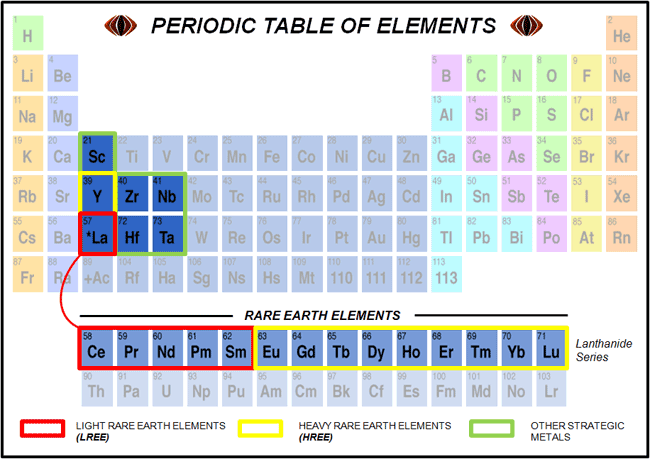 PERIODIC TABLE OF ELEMENTS
1 H 2 He
3 Li 4 Be 5 B 6 C 7 N 8 O 9 F 10 Ne
11 Na 12 Mg 13 Al 14 Si 15 P 16 S 17 Cl 18 Ar
19 K 20 Ca 21 Sc 22 Ti 23 V 24 Cr 25 Mn 26 Fe 27 Co 28 Ni 29 Cu 30 Zn 31 Ga 32 Ge 33 As 34 Se 35 Br 36 Kr
37 Rb 38 Sr 39 Y 40 Zr 41 Nb 42 Mo 43 Tc 44 Ru 45 Rh 46 Pd 47 Ag 48 Cd 49 In 50 Sn 51 Sb 52 Te 53 I 54 Xe
55 Cs 56 Ba 57 *La 72 Hf 73 Ta 74 W 75 Re 76 Os 77 Ir 78 Pt 79 Au 80 Hg 81 Tl 82 Pb 83 Bi 84 Po 85 At 86 Rn
87 Fr 88 Ra 89 +Ac 104 Rf 105 Ha 106 Sg 107 Ns 108 Hs 109 Mt 110 110 111 111 112 112 113 113
RARE EARTH ELEMENTS
58 Ce 59 Pr 60 Nd 61 Pm 62 Sm 63 Eu 64 Gd 65 Tb 66 Dy 67 Ho 68 Er 69 Tm 70 Yb 71 Lu Lanthanide
Series
90 Th 91 Pa 92 U 93 Np 94 Pu 95 Am 96 Cm 97 Bk 98 Cf 99 Es 100 Fm 101 Md 102 No 103 Lr
LIGHT RARE EARTH ELEMENTS
(LREE)
HEAVY RARE EARTH ELEMENTS
(HREE)
OTHER STRATEGIC
METALS